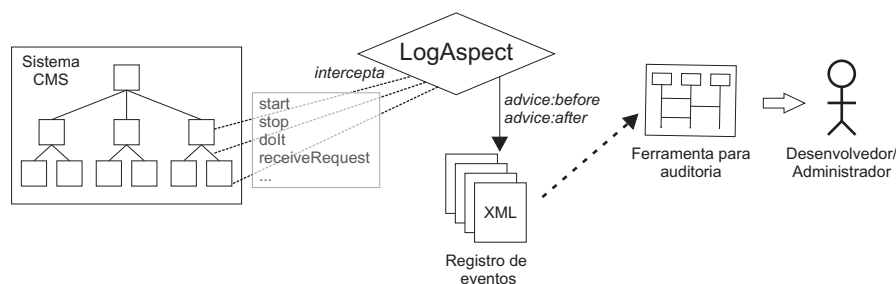 Sistema
CMS
intercepta
LogAspect
start
stop
doIt
receiveRequest
...
advice:before
advice:after
XML
Registro de
eventos
Ferramenta para
auditoria
Desenvolvedor/
Administrador